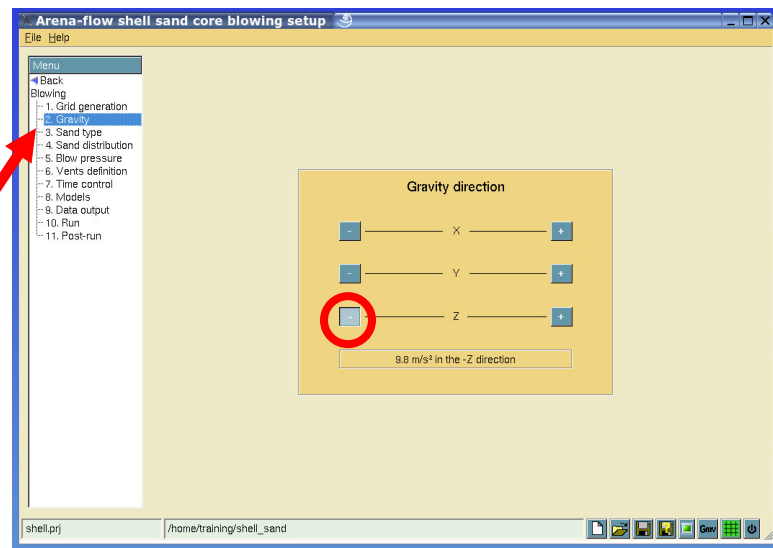 Arena-flow shell sand core blowing setup
File Help
Menu
Back
Blowing
1. Grid generation
2. Gravity
3. Sand type
4. Sand distribution
5. Blow pressure
6. Vents definition
7. Time control
8. Models
9. Data output
10. Run
11. Post-run
Gravity direction
- X +
- Y +
- Z +
9.8 m/s² in the -Z direction
shell.prj /home/training/shell_sand Gmv